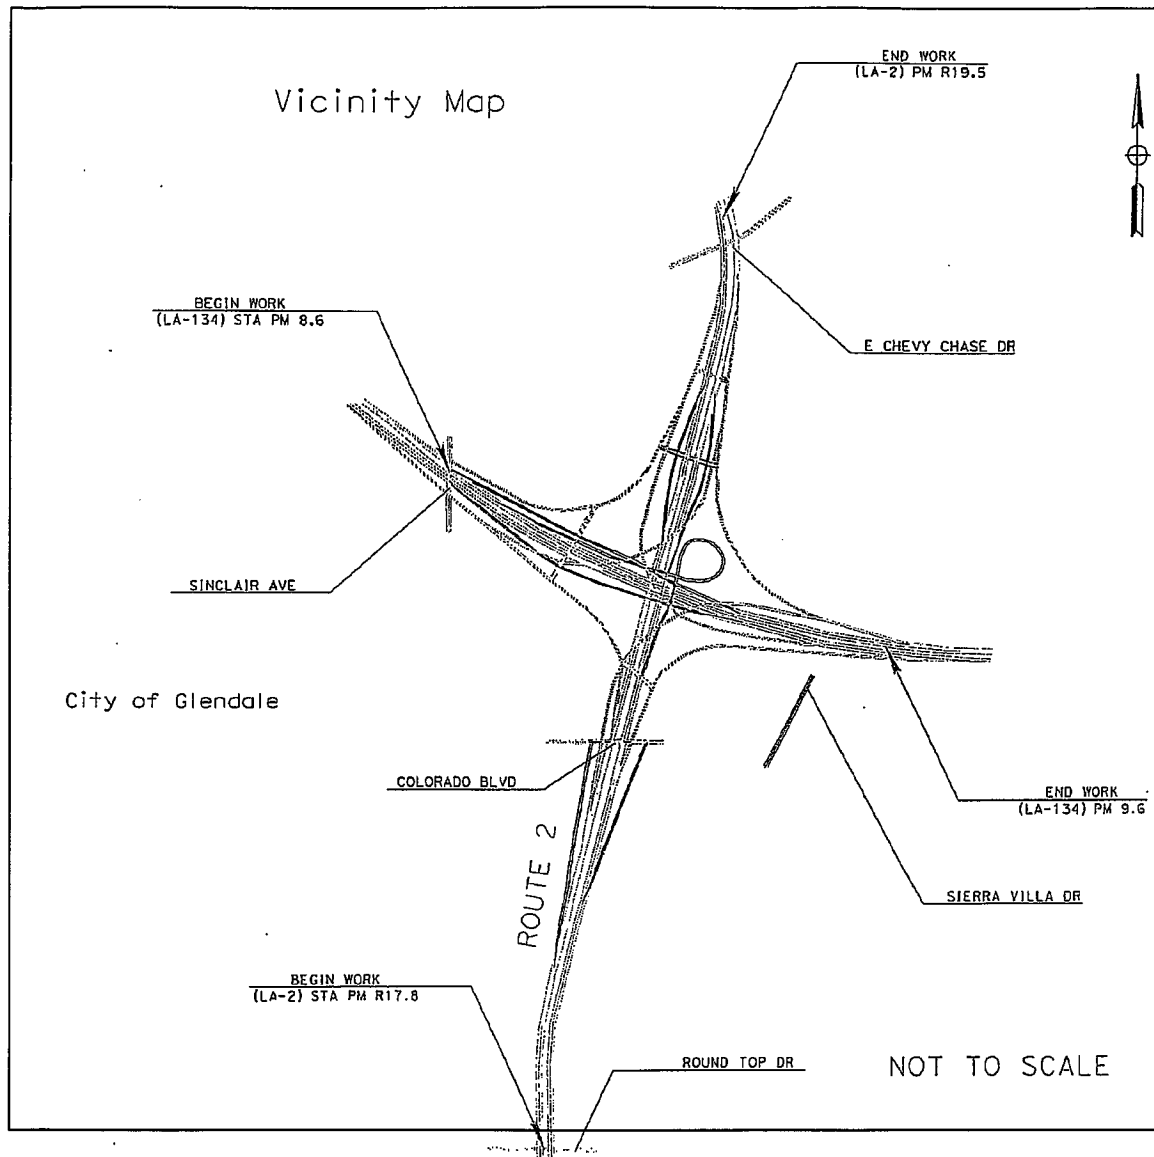 END WORK
(LA-2) PM R19.5
Vicinity Map
BEGIN WORK
(LA-134) STA PM 8.6
E CHEVY CHASE DR
SINCLAIR AVE
City of Glendale
COLORADO BLVD
END WORK
(LA-134) PM 9.6
ROUTE 2
SIERRA VILLA DR
BEGIN WORK
(LA-2) STA PM R17.8
ROUND TOP DR
NOT TO SCALE